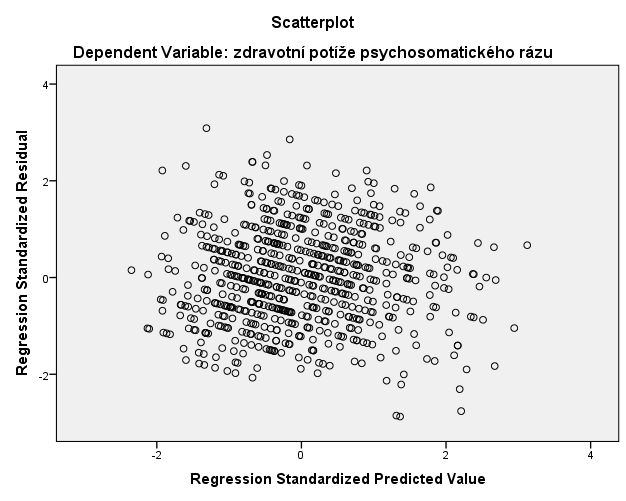 Scatterplot
Dependent Variable: zdravotní potíže psychosomatického rázu
Regression Standardized Residual
4
2
0
-2
-2
0
2
4
Regression Standardized Predicted Value